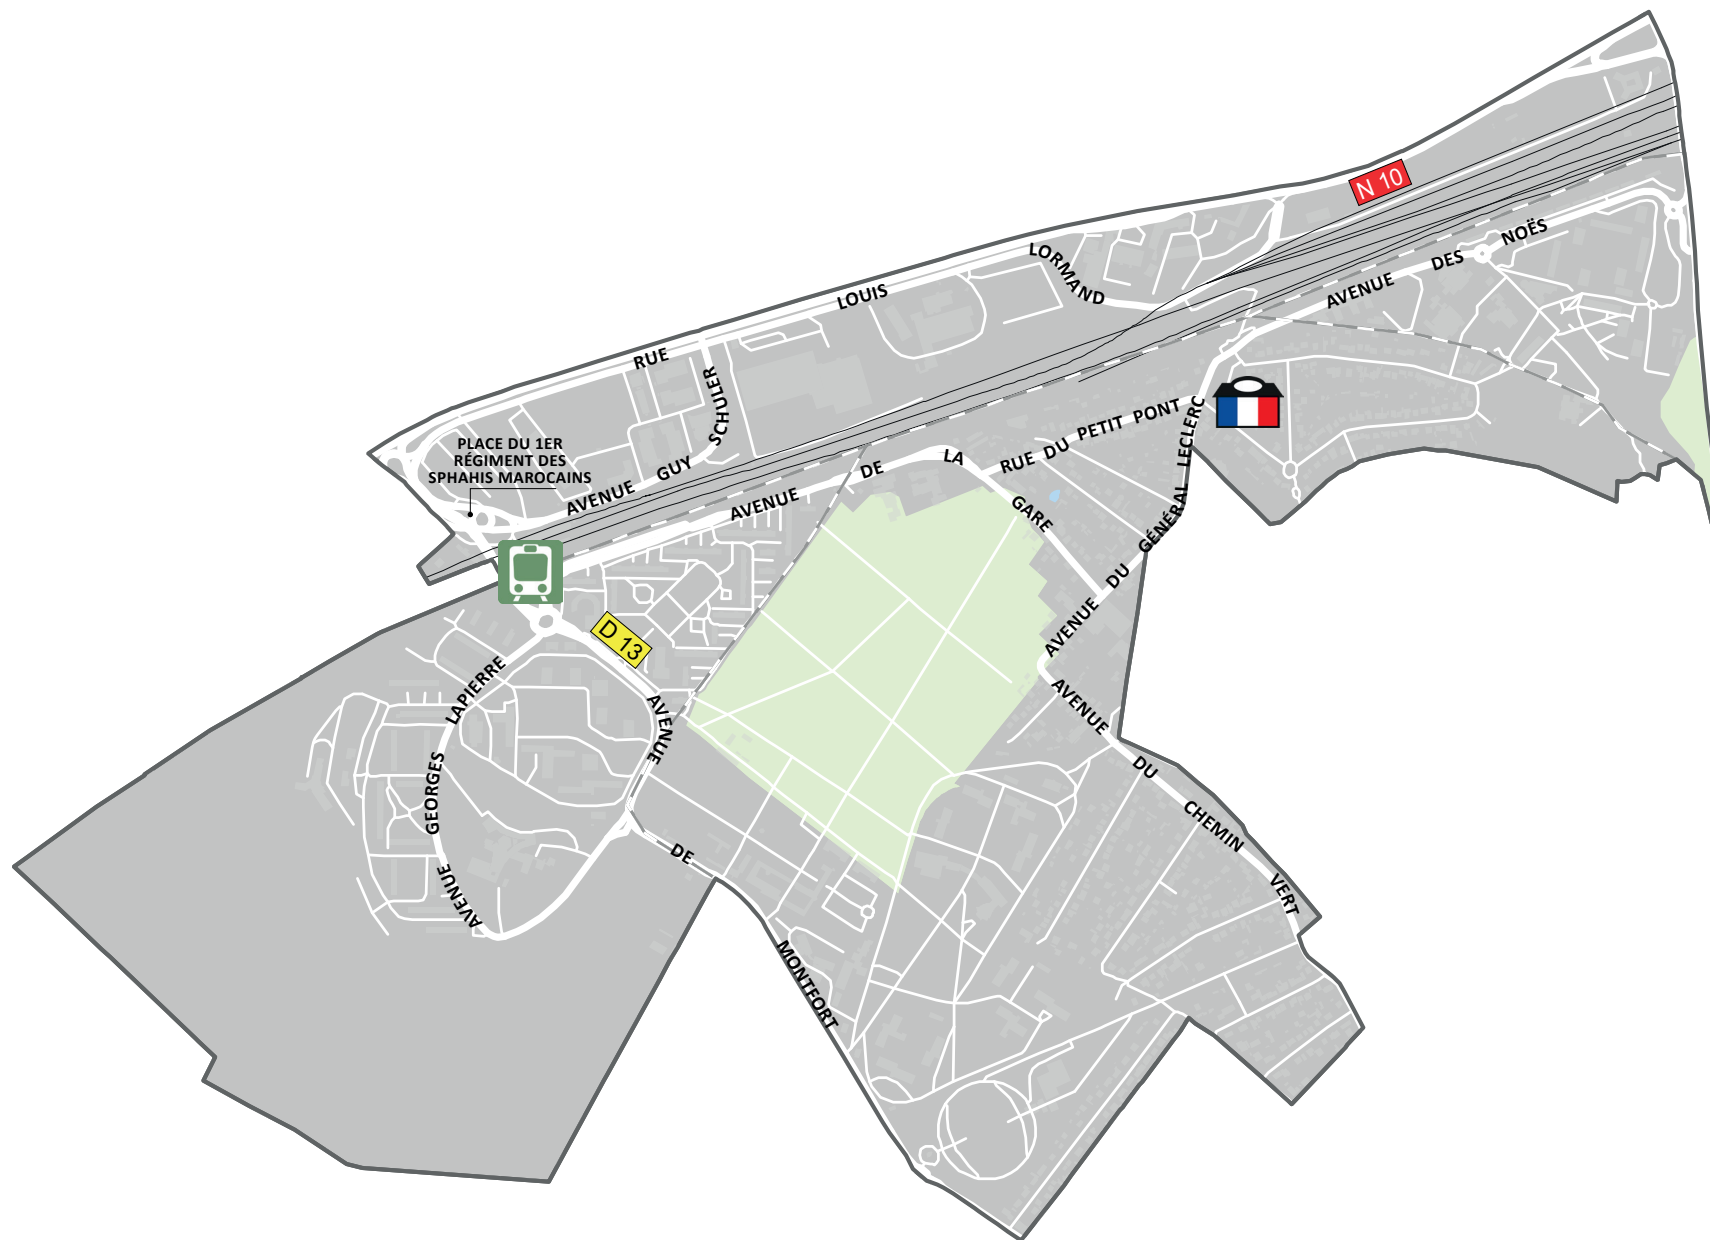 N 10
RUE LOUIS LORMAND
AVENUE DES NOËS
AVENUE GUY SCHULER
PLACE DU 1ER
RÉGIMENT DES
SPHAHIS MAROCAINS
RUE DU PETIT PONT
AVENUE DE LA GARE
AVENUE DU GÉNÉRAL LECLERC
D 13
AVENUE GEORGES LAPIERRE
AVENUE DE MONTFORT
AVENUE DU CHEMIN VERT